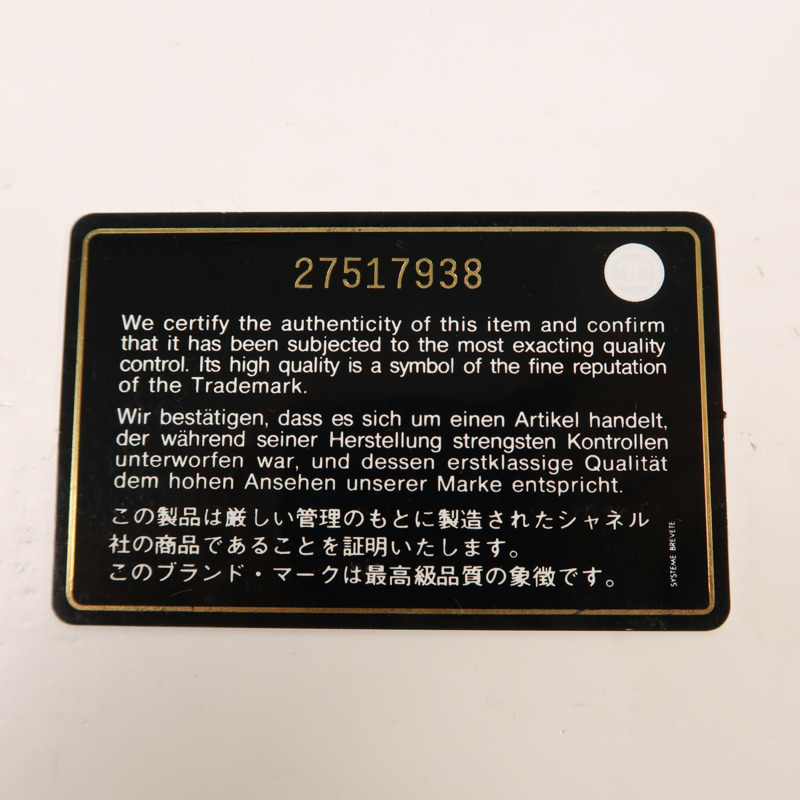 27517938
We certify the authenticity of this item and confirm
that it has been subjected to the most exacting quality
control. Its high quality is a symbol of the fine reputation
of the Trademark.
Wir bestätigen, dass es sich um einen Artikel handelt,
der während seiner Herstellung strengsten Kontrollen
unterworfen war, und dessen erstklassige Qualität
dem hohen Ansehen unserer Marke entspricht.
この製品は厳しい管理のもとに製造されたシャネル
社の商品であることを証明いたします。
このブランド・マークは最高級品質の象徴です。
SYSTEME BREVETE